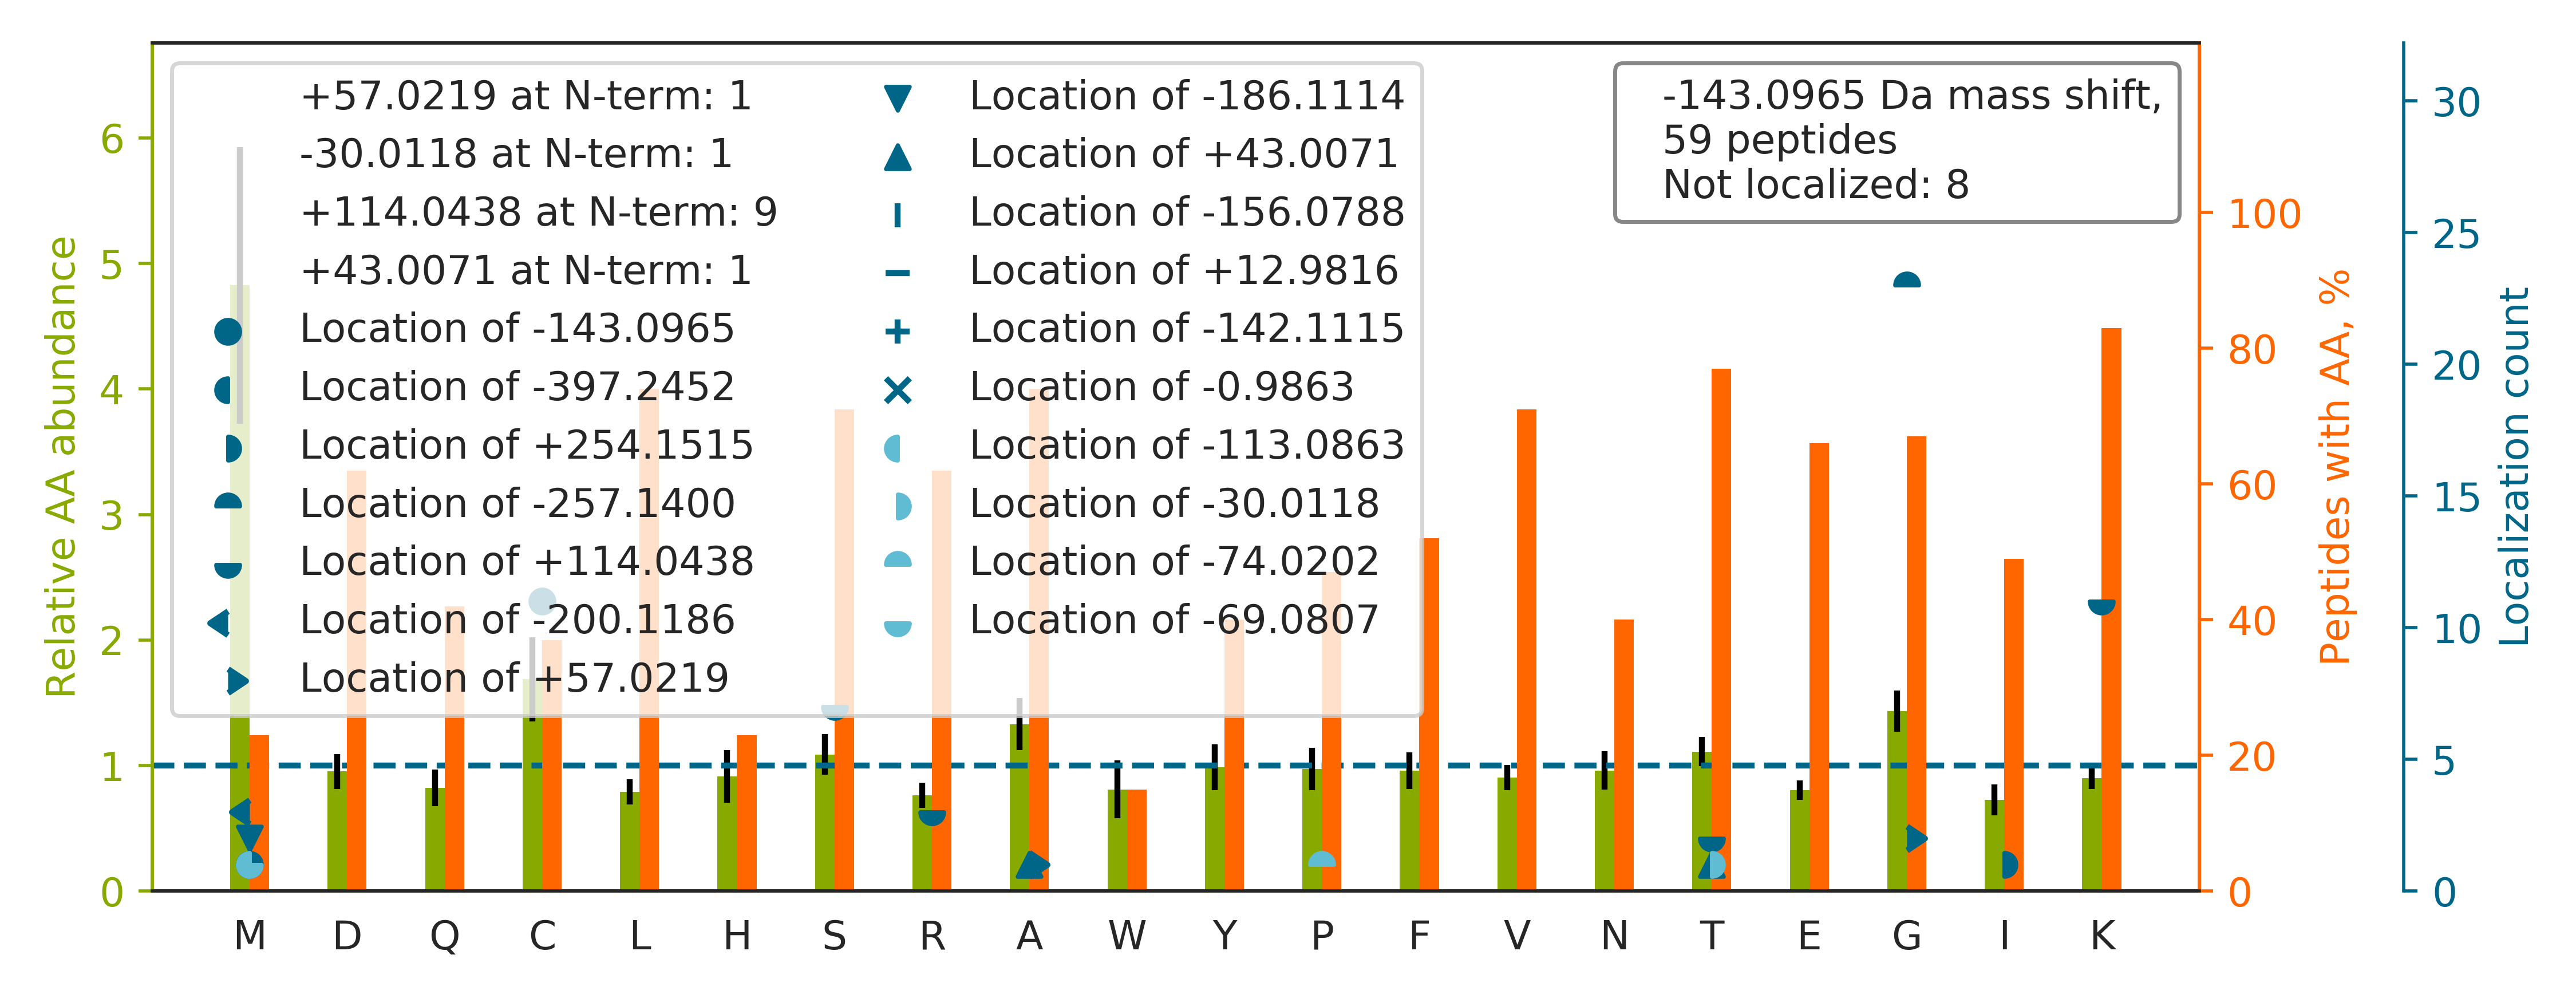 +57.0219 at N-term: 1
-30.0118 at N-term: 1
+114.0438 at N-term: 9
+43.0071 at N-term: 1
Location of -143.0965
Location of -397.2452
Location of +254.1515
Location of -257.1400
Location of +114.0438
Location of -200.1186
Location of +57.0219
Location of -186.1114
Location of +43.0071
Location of -156.0788
Location of +12.9816
Location of -142.1115
Location of -0.9863
Location of -113.0863
Location of -30.0118
Location of -74.0202
Location of -69.0807
-143.0965 Da mass shift,
59 peptides
Not localized: 8
Relative AA abundance
6
5
4
3
2
1
0
M D Q C L H S R A W Y P F V N T E G I K
100
80
60
40
20
0
Peptides with AA, %
30
25
20
15
10
5
0
Localization count